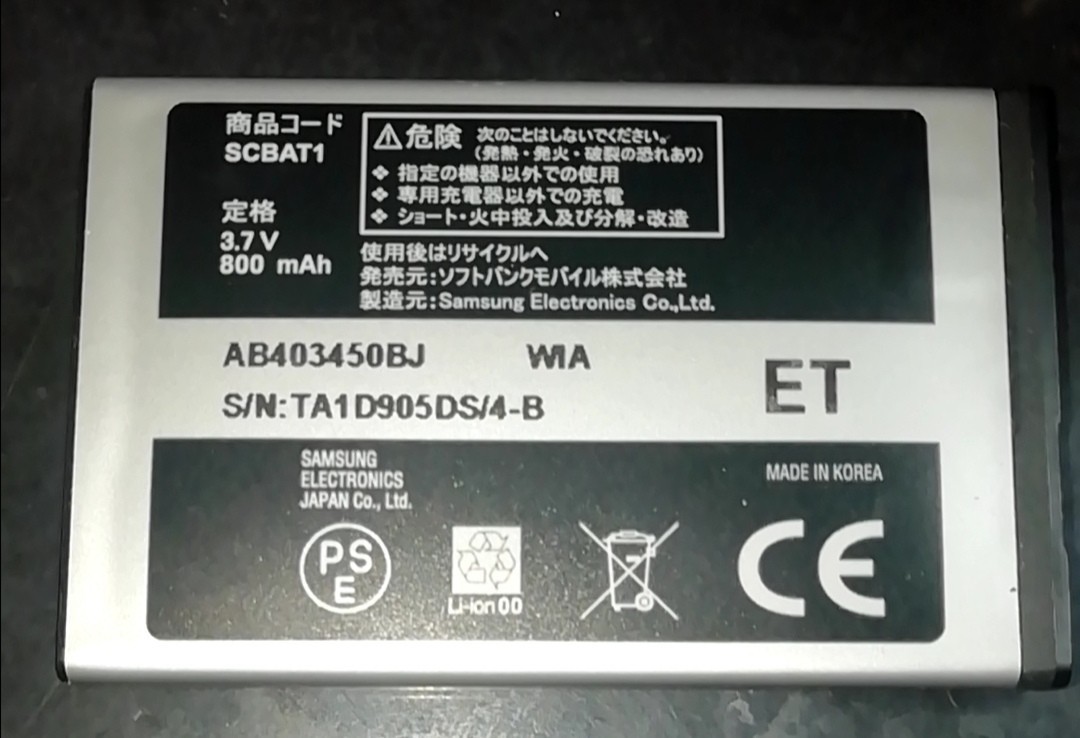 商品コード
SCBAT1
定格
3.7 V
800 mAh
⚠危険 次のことはしないでください。
(発熱・発火・破裂の恐れあり)
❖ 指定の機器以外での使用
❖ 専用充電器以外での充電
❖ ショート・火中投入及び分解・改造
使用後はリサイクルへ
発売元:ソフトバンクモバイル株式会社
製造元:Samsung Electronics Co.,Ltd.
AB403450BJ WIA
S/N:TA1D905DS/4-B
ET
SAMSUNG
ELECTRONICS
JAPAN Co., Ltd.
MADE IN KOREA
PS
E
Li-ion 00
CE